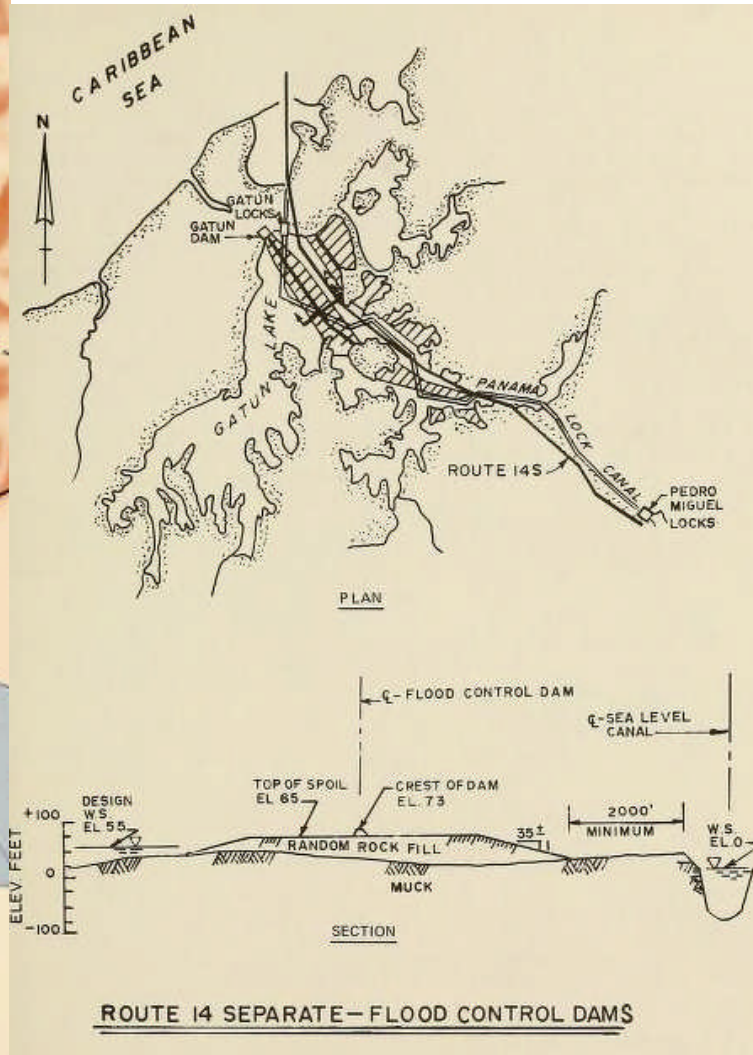 CARIBBEAN
SEA
N
GATUN
LOCKS
GATUN
DAM
GATUN LAKE
PANAMA
LOCK
CANAL
ROUTE 14S
PEDRO
MIGUEL
LOCKS
PLAN
℄-FLOOD CONTROL DAM
℄-SEA LEVEL
CANAL
TOP OF SPOIL
EL 65
CREST OF DAM
EL. 73
DESIGN
W.S.
EL 55
2000'
MINIMUM
W.S.
EL.0
35±
1
RANDOM ROCK FILL
MUCK
ELEV. FEET
+100
0
-100
SECTION
ROUTE 14 SEPARATE-FLOOD CONTROL DAMS